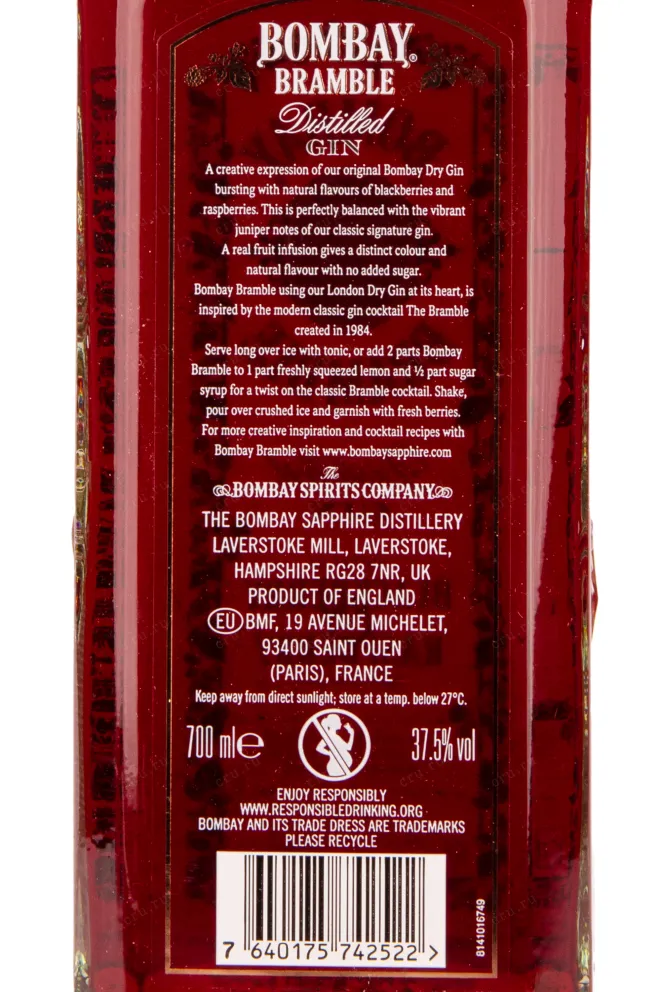 BOMBAY®
BRAMBLE
Distilled
GIN
A creative expression of our original Bombay Dry Gin
bursting with natural flavours of blackberries and
raspberries. This is perfectly balanced with the vibrant
juniper notes of our classic signature gin.
A real fruit infusion gives a distinct colour and
natural flavour with no added sugar.
Bombay Bramble using our London Dry Gin at its heart, is
inspired by the modern classic gin cocktail The Bramble
created in 1984.
Serve long over ice with tonic, or add 2 parts Bombay
Bramble to 1 part freshly squeezed lemon and ½ part sugar
syrup for a twist on the classic Bramble cocktail. Shake,
pour over crushed ice and garnish with fresh berries.
For more creative inspiration and cocktail recipes with
Bombay Bramble visit www.bombaysapphire.com
The
BOMBAY SPIRITS COMPANY
THE BOMBAY SAPPHIRE DISTILLERY
LAVERSTOKE MILL, LAVERSTOKE,
HAMPSHIRE RG28 7NR, UK
PRODUCT OF ENGLAND
EU BMF, 19 AVENUE MICHELET,
93400 SAINT OUEN
(PARIS), FRANCE
Keep away from direct sunlight; store at a temp. below 27°C.
700 ml e 37.5% vol
ENJOY RESPONSIBLY
WWW.RESPONSIBLEDRINKING.ORG
BOMBAY AND ITS TRADE DRESS ARE TRADEMARKS
PLEASE RECYCLE
7 640175 742522 >
8141016749